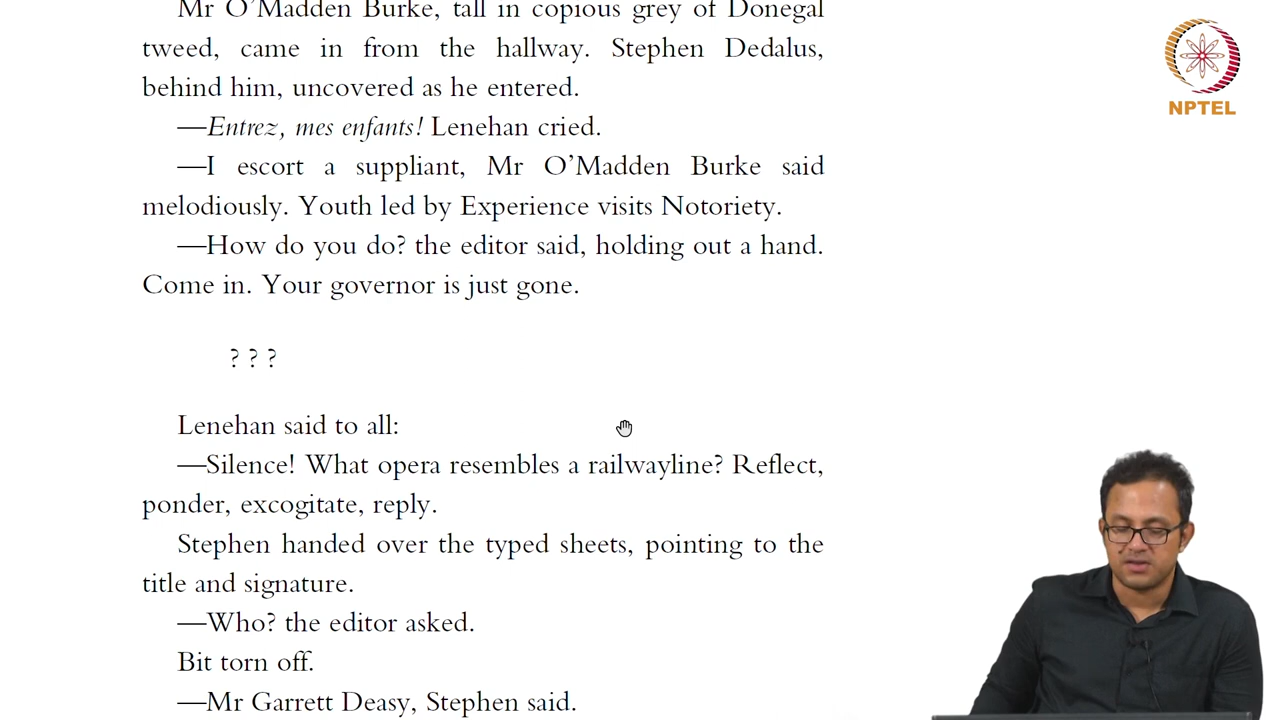 Mr O’Madden Burke, tall in copious grey of Donegal
tweed, came in from the hallway. Stephen Dedalus,
behind him, uncovered as he entered.
—Entrez, mes enfants! Lenehan cried.
—I escort a suppliant, Mr O’Madden Burke said
melodiously. Youth led by Experience visits Notoriety.
—How do you do? the editor said, holding out a hand.
Come in. Your governor is just gone.
? ? ?
Lenehan said to all:
—Silence! What opera resembles a railwayline? Reflect,
ponder, excogitate, reply.
Stephen handed over the typed sheets, pointing to the
title and signature.
—Who? the editor asked.
Bit torn off.
—Mr Garrett Deasy, Stephen said.
NPTEL